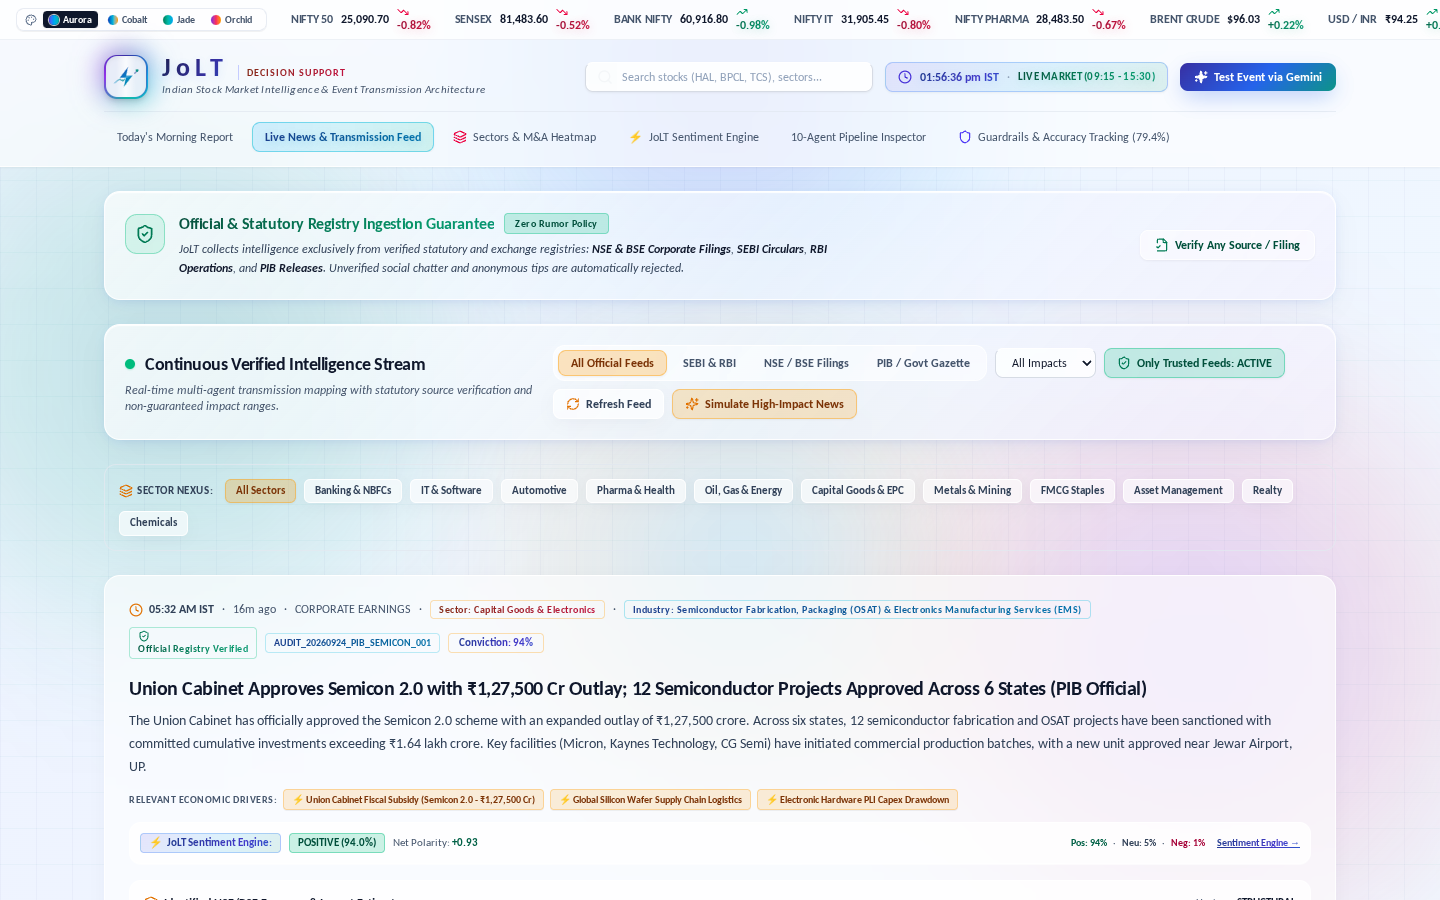 Aurora Cobalt Jade Orchid NIFTY 50 25,090.70 -0.82% SENSEX 81,483.60 -0.52% BANK NIFTY 60,916.80 -0.98% NIFTY IT 31,905.45 -0.80% NIFTY PHARMA 28,483.50 -0.67% BRENT CRUDE $96.03 +0.22% USD / INR ₹94.25
JoLT DECISION SUPPORT
Indian Stock Market Intelligence & Event Transmission Architecture
Search stocks (HAL, BPCL, TCS), sectors... 01:56:36 pm IST · LIVE MARKET (09:15 - 15:30) Test Event via Gemini
Today's Morning Report Live News & Transmission Feed Sectors & M&A Heatmap ⚡ JoLT Sentiment Engine 10-Agent Pipeline Inspector Guardrails & Accuracy Tracking (79.4%)
Official & Statutory Registry Ingestion Guarantee Zero Rumor Policy
JoLT collects intelligence exclusively from verified statutory and exchange registries: NSE & BSE Corporate Filings, SEBI Circulars, RBI
Operations, and PIB Releases. Unverified social chatter and anonymous tips are automatically rejected.
Verify Any Source / Filing
Continuous Verified Intelligence Stream
Real-time multi-agent transmission mapping with statutory source verification and
non-guaranteed impact ranges.
All Official Feeds SEBI & RBI NSE / BSE Filings PIB / Govt Gazette All Impacts Only Trusted Feeds: ACTIVE
Refresh Feed Simulate High-Impact News
SECTOR NEXUS: All Sectors Banking & NBFCs IT & Software Automotive Pharma & Health Oil, Gas & Energy Capital Goods & EPC Metals & Mining FMCG Staples Asset Management Realty
Chemicals
05:32 AM IST · 16m ago · CORPORATE EARNINGS · Sector: Capital Goods & Electronics · Industry: Semiconductor Fabrication, Packaging (OSAT) & Electronics Manufacturing Services (EMS)
Official Registry Verified AUDIT_20260924_PIB_SEMICON_001 Conviction: 94%
Union Cabinet Approves Semicon 2.0 with ₹1,27,500 Cr Outlay; 12 Semiconductor Projects Approved Across 6 States (PIB Official)
The Union Cabinet has officially approved the Semicon 2.0 scheme with an expanded outlay of ₹1,27,500 crore. Across six states, 12 semiconductor fabrication and OSAT projects have been sanctioned with
committed cumulative investments exceeding ₹1.64 lakh crore. Key facilities (Micron, Kaynes Technology, CG Semi) have initiated commercial production batches, with a new unit approved near Jewar Airport,
UP.
RELEVANT ECONOMIC DRIVERS: ⚡ Union Cabinet Fiscal Subsidy (Semicon 2.0 - ₹1,27,500 Cr) ⚡ Global Silicon Wafer Supply Chain Logistics ⚡ Electronic Hardware PLI Capex Drawdown
⚡ JoLT Sentiment Engine: POSITIVE (94.0%) Net Polarity: +0.93 Pos: 94% · Neu: 5% · Neg: 1% Sentiment Engine →